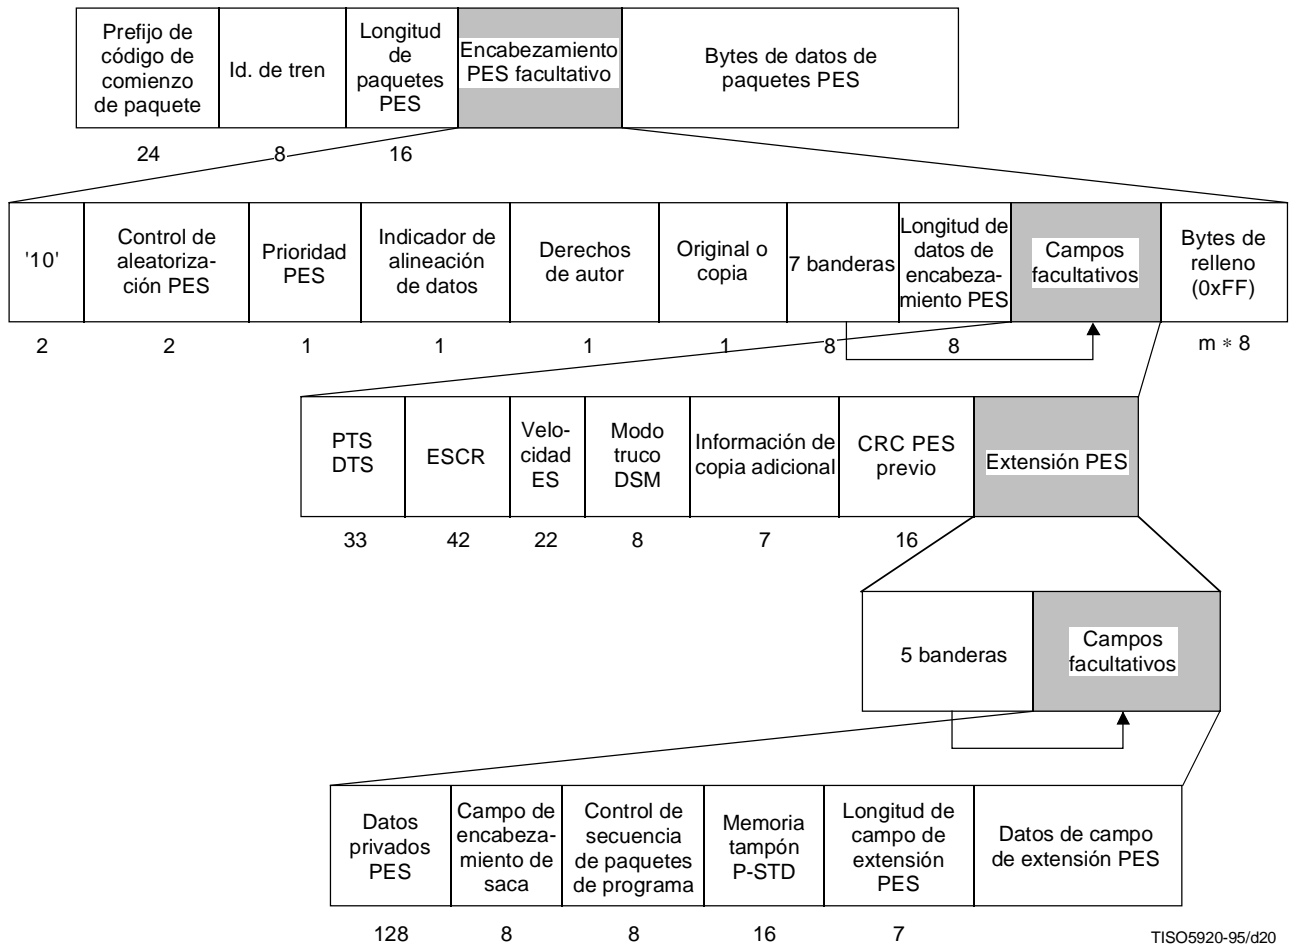 Prefijo de
código de
comienzo
de paquete
Id. de tren
Longitud
de
paquetes
PES
Encabezamiento
PES facultativo
Bytes de datos de
paquetes PES
24
8
16
'10'
Control de
aleatoriza-
ción PES
Prioridad
PES
Indicador de
alineación
de datos
Derechos
de autor
Original o
copia
7 banderas
Longitud de
datos de
encabeza-
miento PES
Campos
facultativos
Bytes de
relleno
(0xFF)
2
2
1
1
1
1
8
8
m ∗ 8
PTS
DTS
ESCR
Velo-
cidad
ES
Modo
truco
DSM
Información de
copia adicional
CRC PES
previo
Extensión PES
33
42
22
8
7
16
5 banderas
Campos
facultativos
Datos
privados
PES
Campo de
encabeza-
miento de
saca
Control de
secuencia
de paquetes
de programa
Memoria
tampón
P-STD
Longitud de
campo de
extensión
PES
Datos de campo
de extensión PES
128
8
8
16
7
TISO5920-95/d20